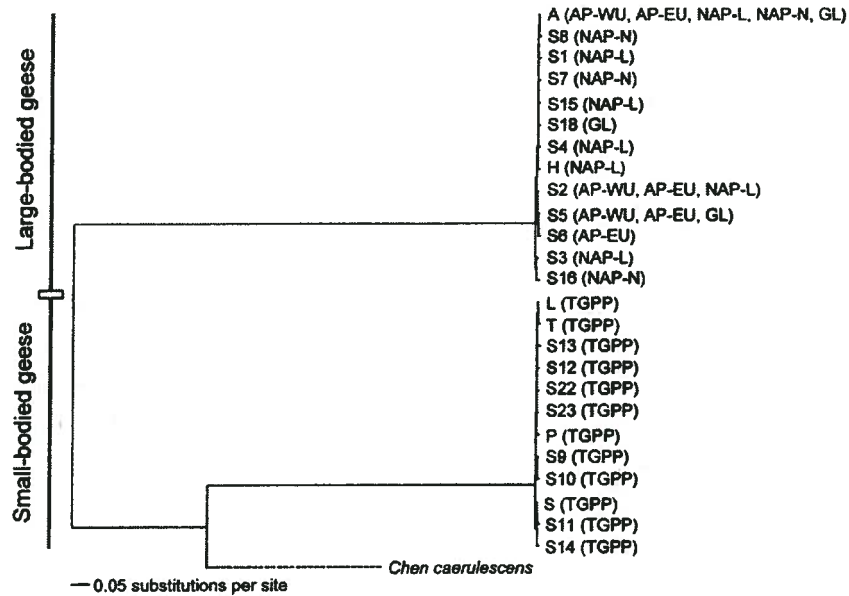 Large-bodied geese
Small-bodied geese
A (AP-WU, AP-EU, NAP-L, NAP-N, GL)
S8 (NAP-N)
S1 (NAP-L)
S7 (NAP-N)
S15 (NAP-L)
S18 (GL)
S4 (NAP-L)
H (NAP-L)
S2 (AP-WU, AP-EU, NAP-L)
S5 (AP-WU, AP-EU, GL)
S6 (AP-EU)
S3 (NAP-L)
S16 (NAP-N)
L (TGPP)
T (TGPP)
S13 (TGPP)
S12 (TGPP)
S22 (TGPP)
S23 (TGPP)
P (TGPP)
S9 (TGPP)
S10 (TGPP)
S (TGPP)
S11 (TGPP)
S14 (TGPP)
Chen caerulescens
0.05 substitutions per site